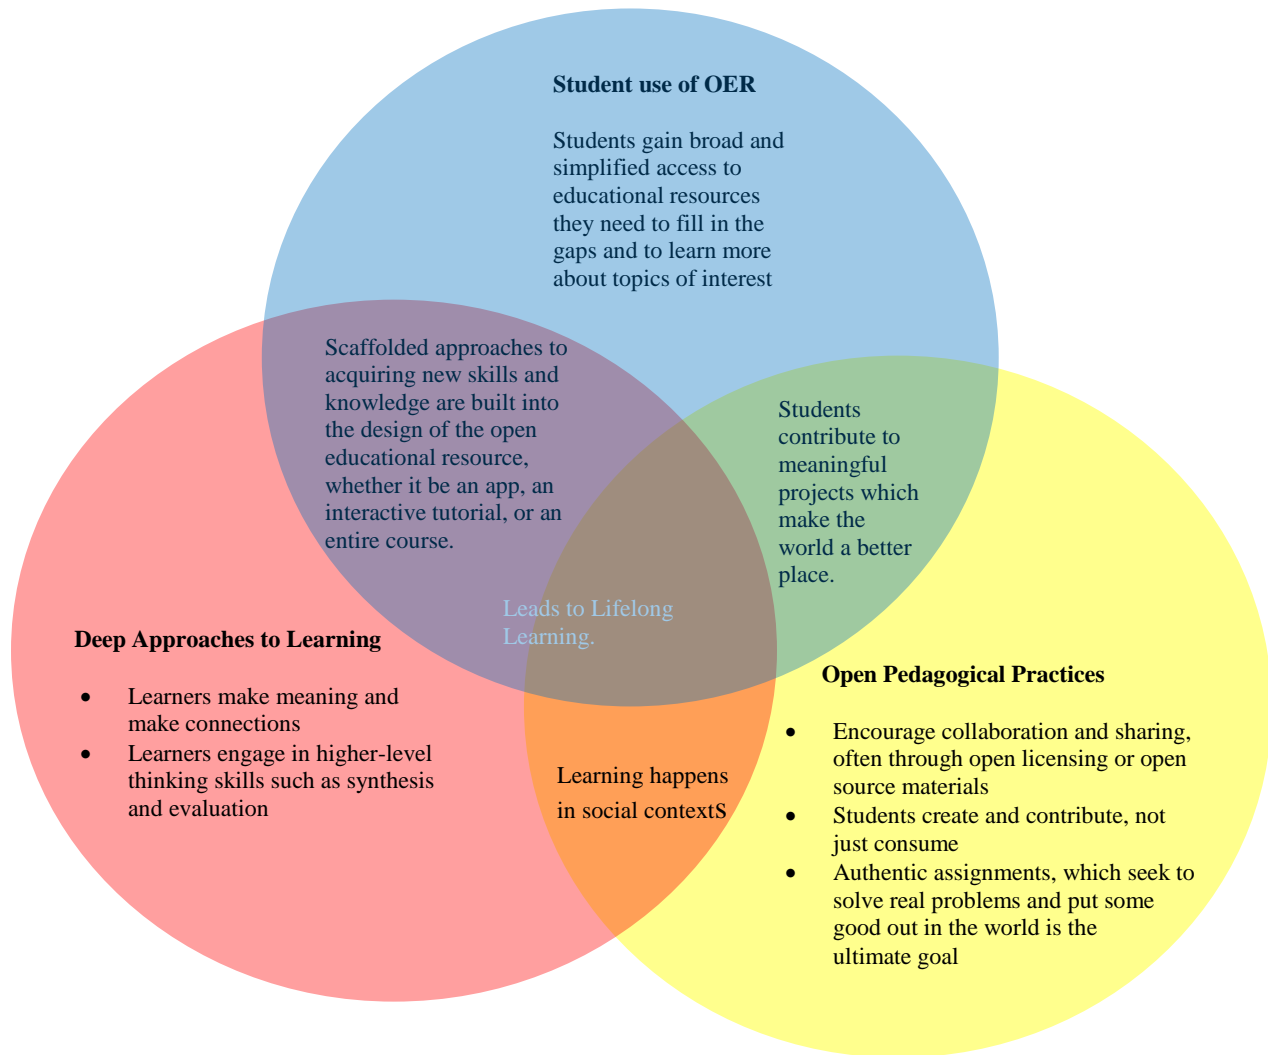 Student use of OER
Students gain broad and
simplified access to
educational resources
they need to fill in the
gaps and to learn more
about topics of interest
Scaffolded approaches to
acquiring new skills and
knowledge are built into
the design of the open
educational resource,
whether it be an app, an
interactive tutorial, or an
entire course.
Students
contribute to
meaningful
projects which
make the
world a better
place.
Leads to Lifelong
Learning.
Deep Approaches to Learning
• Learners make meaning and
make connections
• Learners engage in higher-level
thinking skills such as synthesis
and evaluation
Learning happens
in social contexts
Open Pedagogical Practices
• Encourage collaboration and sharing,
often through open licensing or open
source materials
• Students create and contribute, not
just consume
• Authentic assignments, which seek to
solve real problems and put some
good out in the world is the
ultimate goal